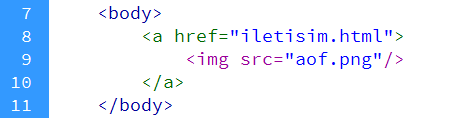 7 <body>
8 <a href="iletisim.html">
9 <img src="aof.png"/>
10 </a>
11 </body>